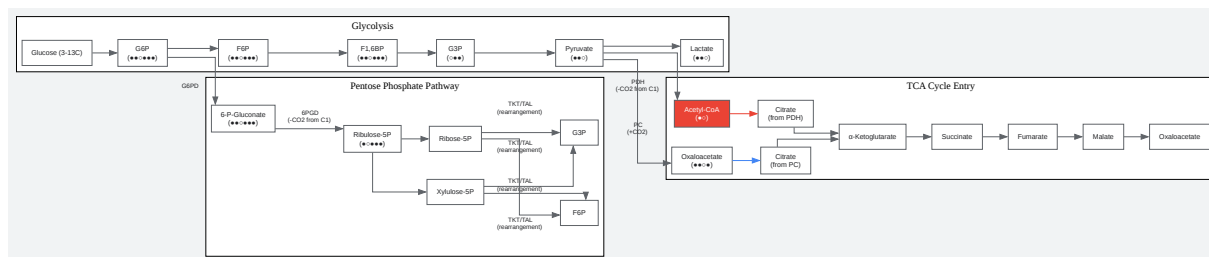 Glycolysis
Glucose (3-13C)
G6P
(●●○●●●)
F6P
(●●○●●●)
F1,6BP
(●●○●●●)
G3P
(○●●)
Pyruvate
(●●○)
Lactate
(●●○)
G6PD
Pentose Phosphate Pathway
6-P-Gluconate
(●●○●●●)
6PGD
(-CO2 from C1)
Ribulose-5P
(●○●●●)
Ribose-5P
Xylulose-5P
TKT/TAL
(rearrangement)
TKT/TAL
(rearrangement)
TKT/TAL
(rearrangement)
TKT/TAL
(rearrangement)
G3P
F6P
PDH
(-CO2 from C1)
PC
(+CO2)
TCA Cycle Entry
Acetyl-CoA
(●○)
Citrate
(from PDH)
Oxaloacetate
(●●○●)
Citrate
(from PC)
α-Ketoglutarate
Succinate
Fumarate
Malate
Oxaloacetate